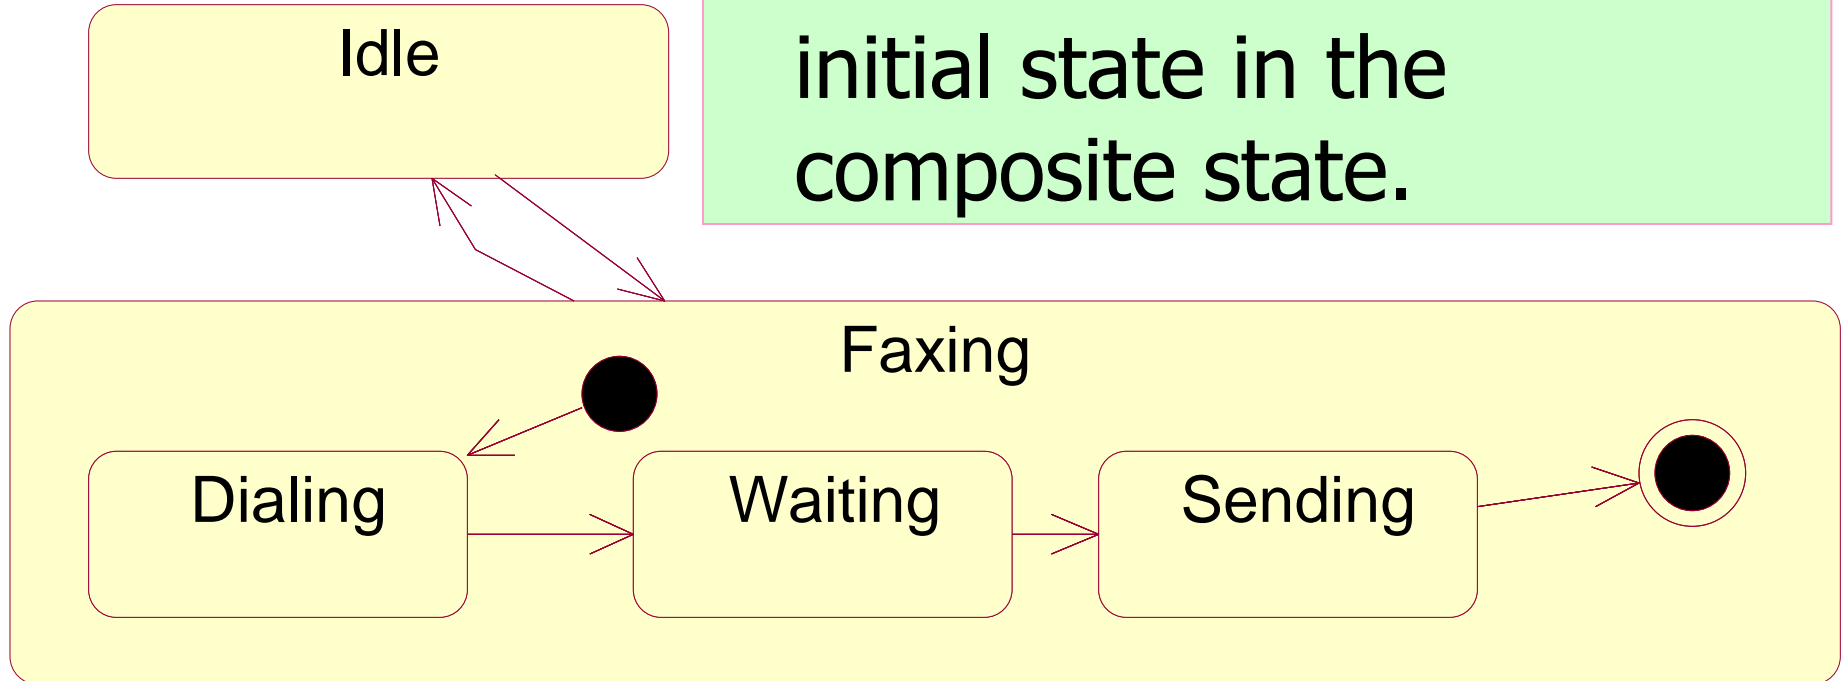 Idle
initial state in the
composite state.
Faxing
Dialing
Waiting
Sending